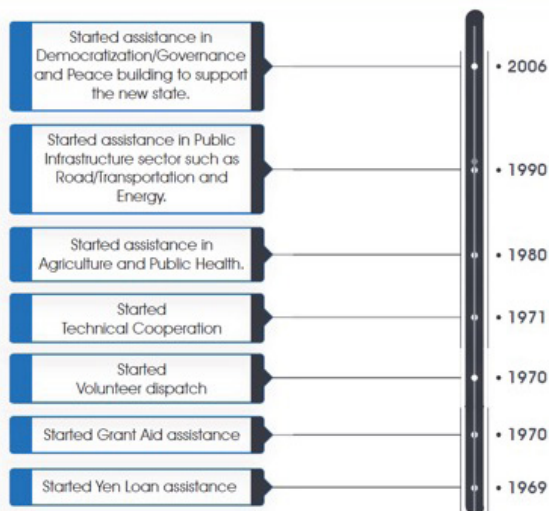 Started assistance in
Democratization/Governance
and Peace building to support
the new state.
• 2006
Started assistance in Public
Infrastructure sector such as
Road/Transportation and
Energy.
• 1990
Started assistance in
Agriculture and Public Health.
• 1980
Started
Technical Cooperation
• 1971
Started
Volunteer dispatch
• 1970
Started Grant Aid assistance
• 1970
Started Yen Loan assistance
• 1969